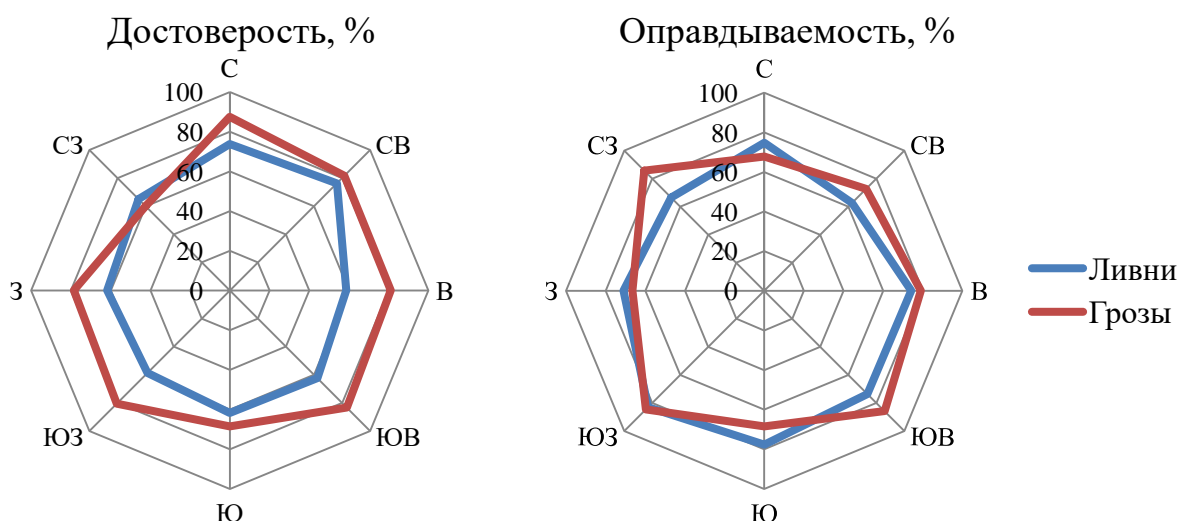 Достоверость, %
С
СВ
В
ЮВ
Ю
ЮЗ
З
СЗ
100
80
60
40
20
0
Оправдываемость, %
С
СВ
В
ЮВ
Ю
ЮЗ
З
СЗ
100
80
60
40
20
0
Ливни
Грозы